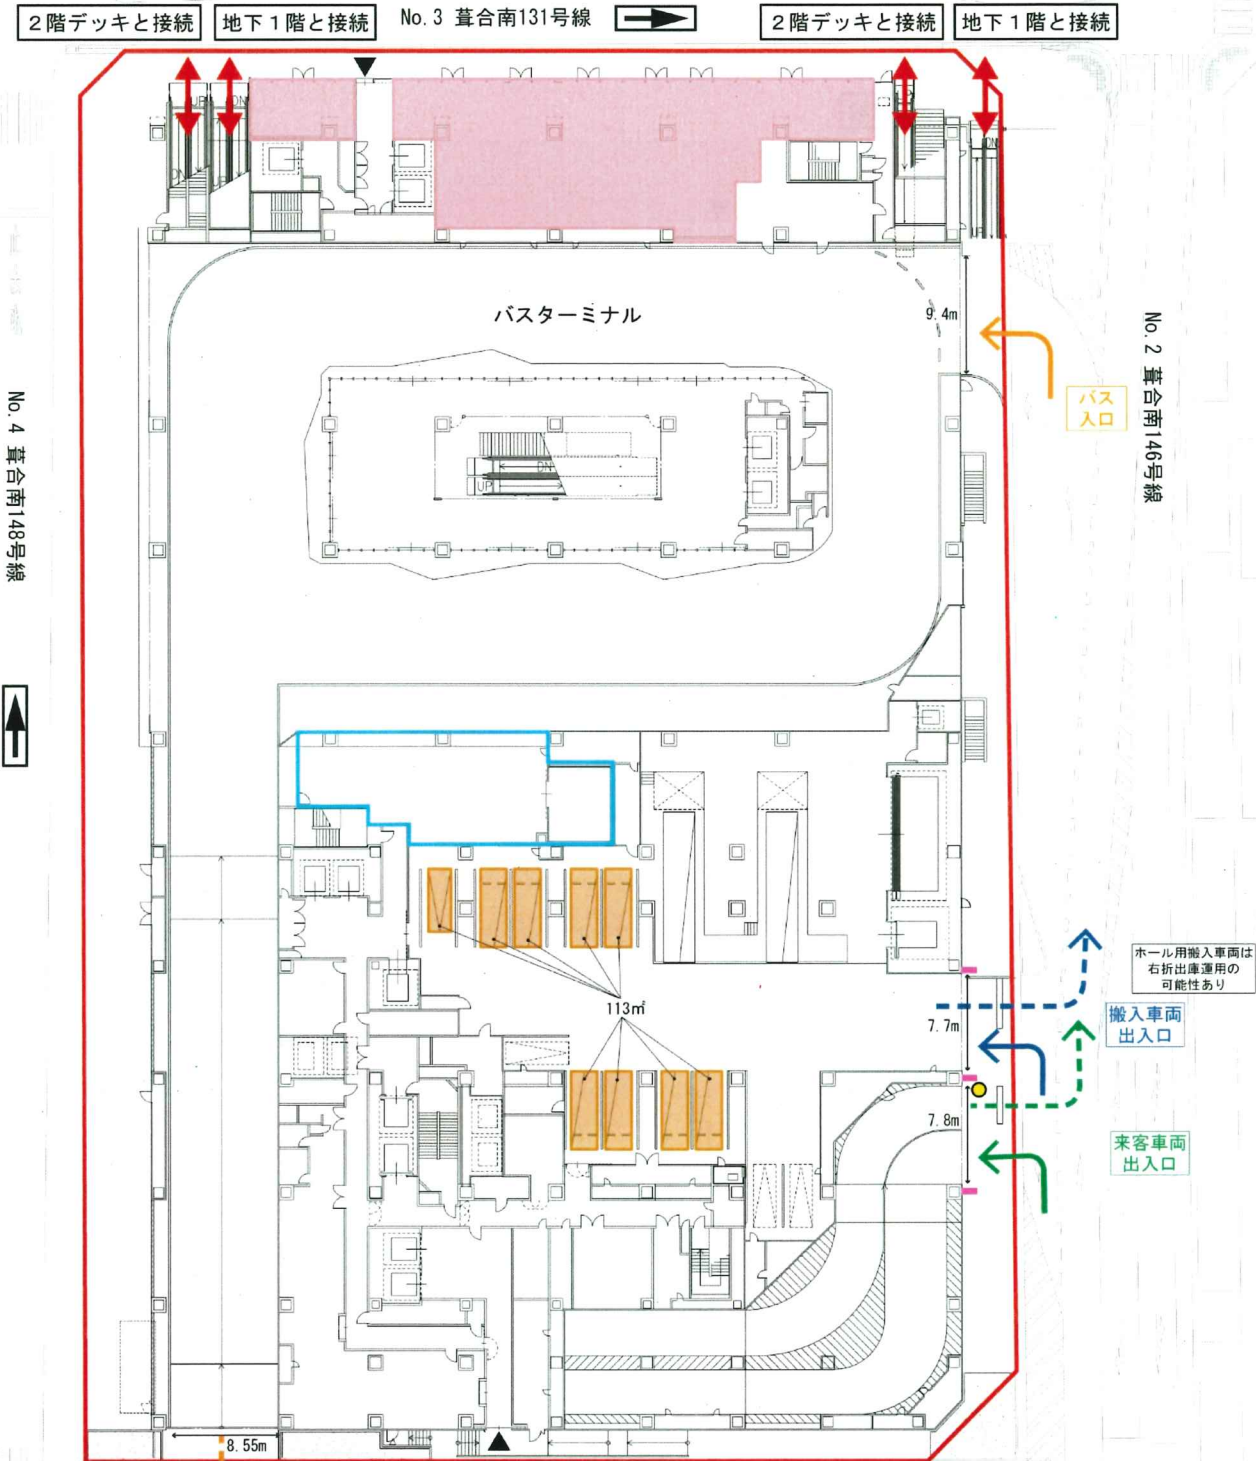 2階デッキと接続
地下1階と接続
No.3 葺合南131号線
2階デッキと接続
地下1階と接続
UP
DN
DN
DN
バスターミナル
9.4m
バス
入口
No.2 葺合南146号線
No.4 葺合南148号線
DN
UP
113㎡
ホール用搬入車両は
右折出庫運用の
可能性あり
搬入車両
出入口
7.7m
7.8m
来客車両
出入口
8.55m